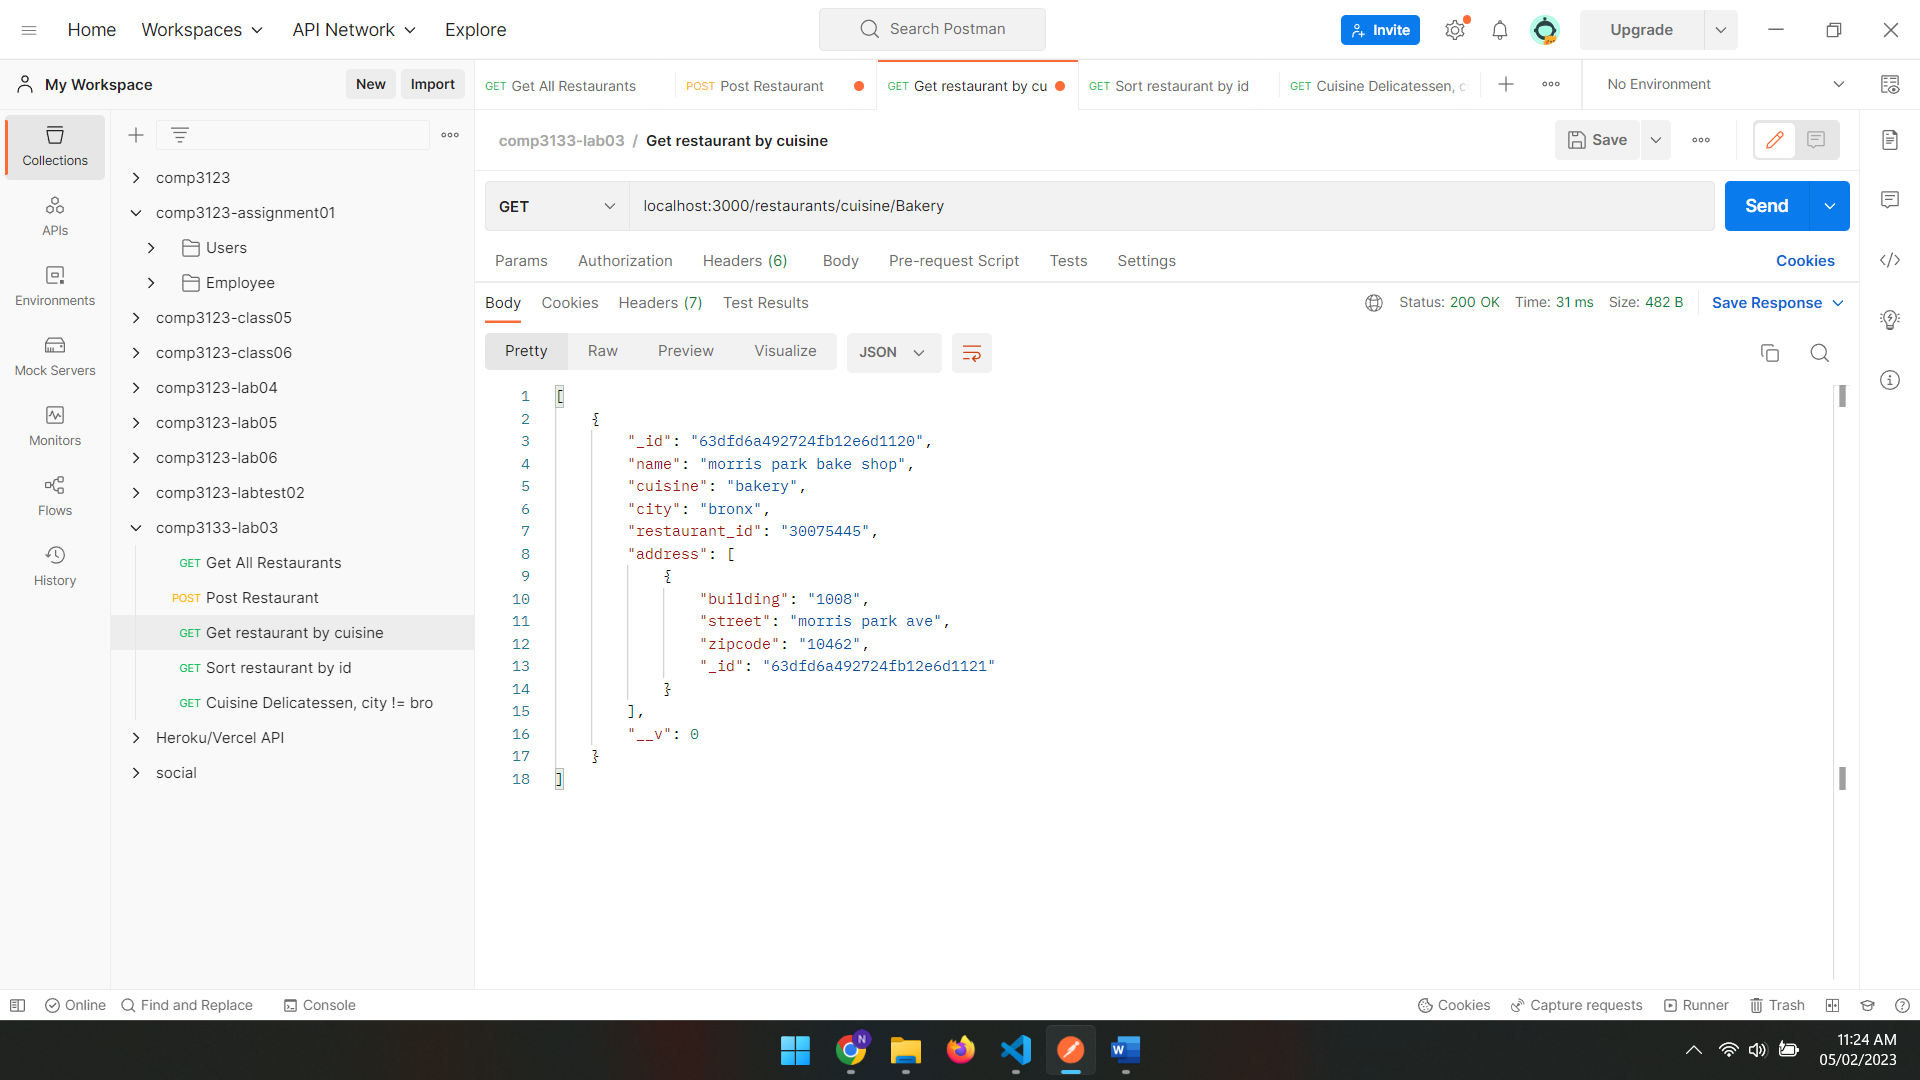 Home Workspaces API Network Explore Search Postman Invite Upgrade
My Workspace New Import GET Get All Restaurants POST Post Restaurant GET Get restaurant by cu GET Sort restaurant by id GET Cuisine Delicatessen, c No Environment
comp3133-lab03 / Get restaurant by cuisine Save
GET localhost:3000/restaurants/cuisine/Bakery Send
Params Authorization Headers (6) Body Pre-request Script Tests Settings Cookies
Body Cookies Headers (7) Test Results Status: 200 OK Time: 31 ms Size: 482 B Save Response
Pretty Raw Preview Visualize JSON
Collections
APIs
Environments
Mock Servers
Monitors
Flows
History
comp3123
comp3123-assignment01
Users
Employee
comp3123-class05
comp3123-class06
comp3123-lab04
comp3123-lab05
comp3123-lab06
comp3123-labtest02
comp3133-lab03
GET Get All Restaurants
POST Post Restaurant
GET Get restaurant by cuisine
GET Sort restaurant by id
GET Cuisine Delicatessen, city != bro
Heroku/Vercel API
social
1 [
2 {
3 "_id": "63dfd6a492724fb12e6d1120",
4 "name": "morris park bake shop",
5 "cuisine": "bakery",
6 "city": "bronx",
7 "restaurant_id": "30075445",
8 "address": [
9 {
10 "building": "1008",
11 "street": "morris park ave",
12 "zipcode": "10462",
13 "_id": "63dfd6a492724fb12e6d1121"
14 }
15 ],
16 "__v": 0
17 }
18 ]
Online Find and Replace Console Cookies Capture requests Runner Trash
N
W
11:24 AM
05/02/2023